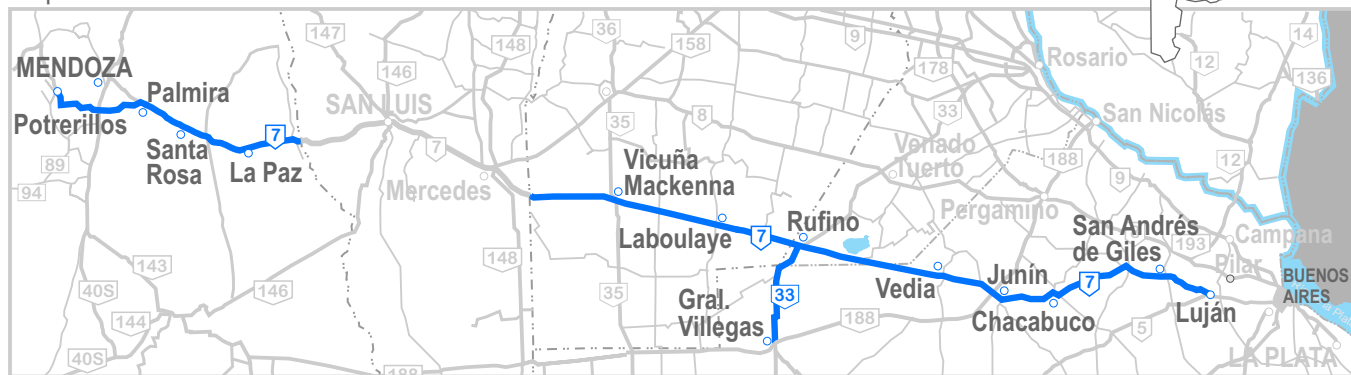 147
148
36
158
9
14
12
136
MENDOZA
146
Rosario
178
Palmira
SAN LUIS
San Nicolás
Potrerillos
7
8
33
35
7
Venado
Tuerto
188
12
Santa
Rosa
89
La Paz
Vicuña
Mackenna
9
94
Mercedes
Pergamino
Rufino
San Andrés
de Giles
193
Campana
Laboulaye
7
Pilar
148
143
Junín
7
BUENOS
AIRES
40S
146
35
Gral.
Villegas
33
Vedia
188
Chacabuco
Luján
5
144
40S
LA PLATA
188